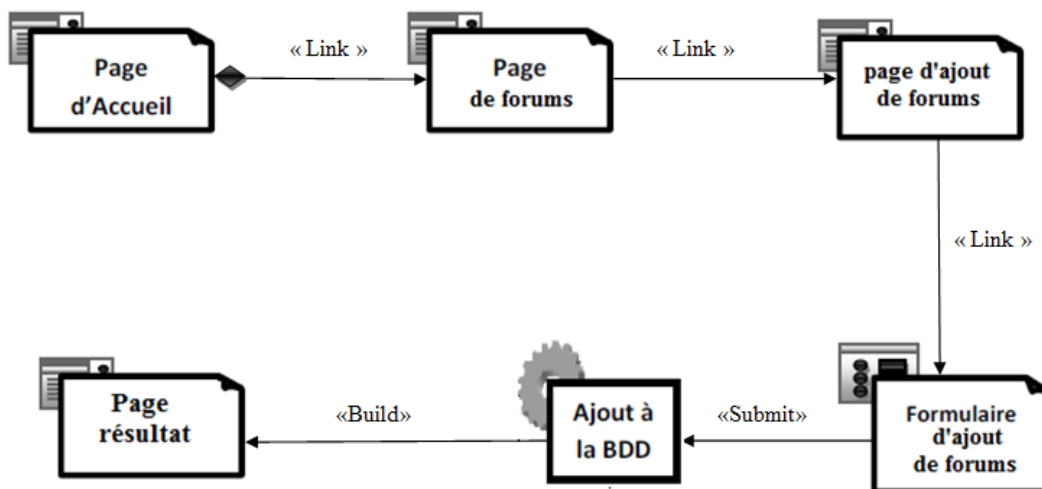 Page
d’Accueil
« Link »
Page
de forums
« Link »
page d'ajout
de forums
« Link »
Formulaire
d'ajout
de forums
«Submit»
Ajout à
la BDD
«Build»
Page
résultat